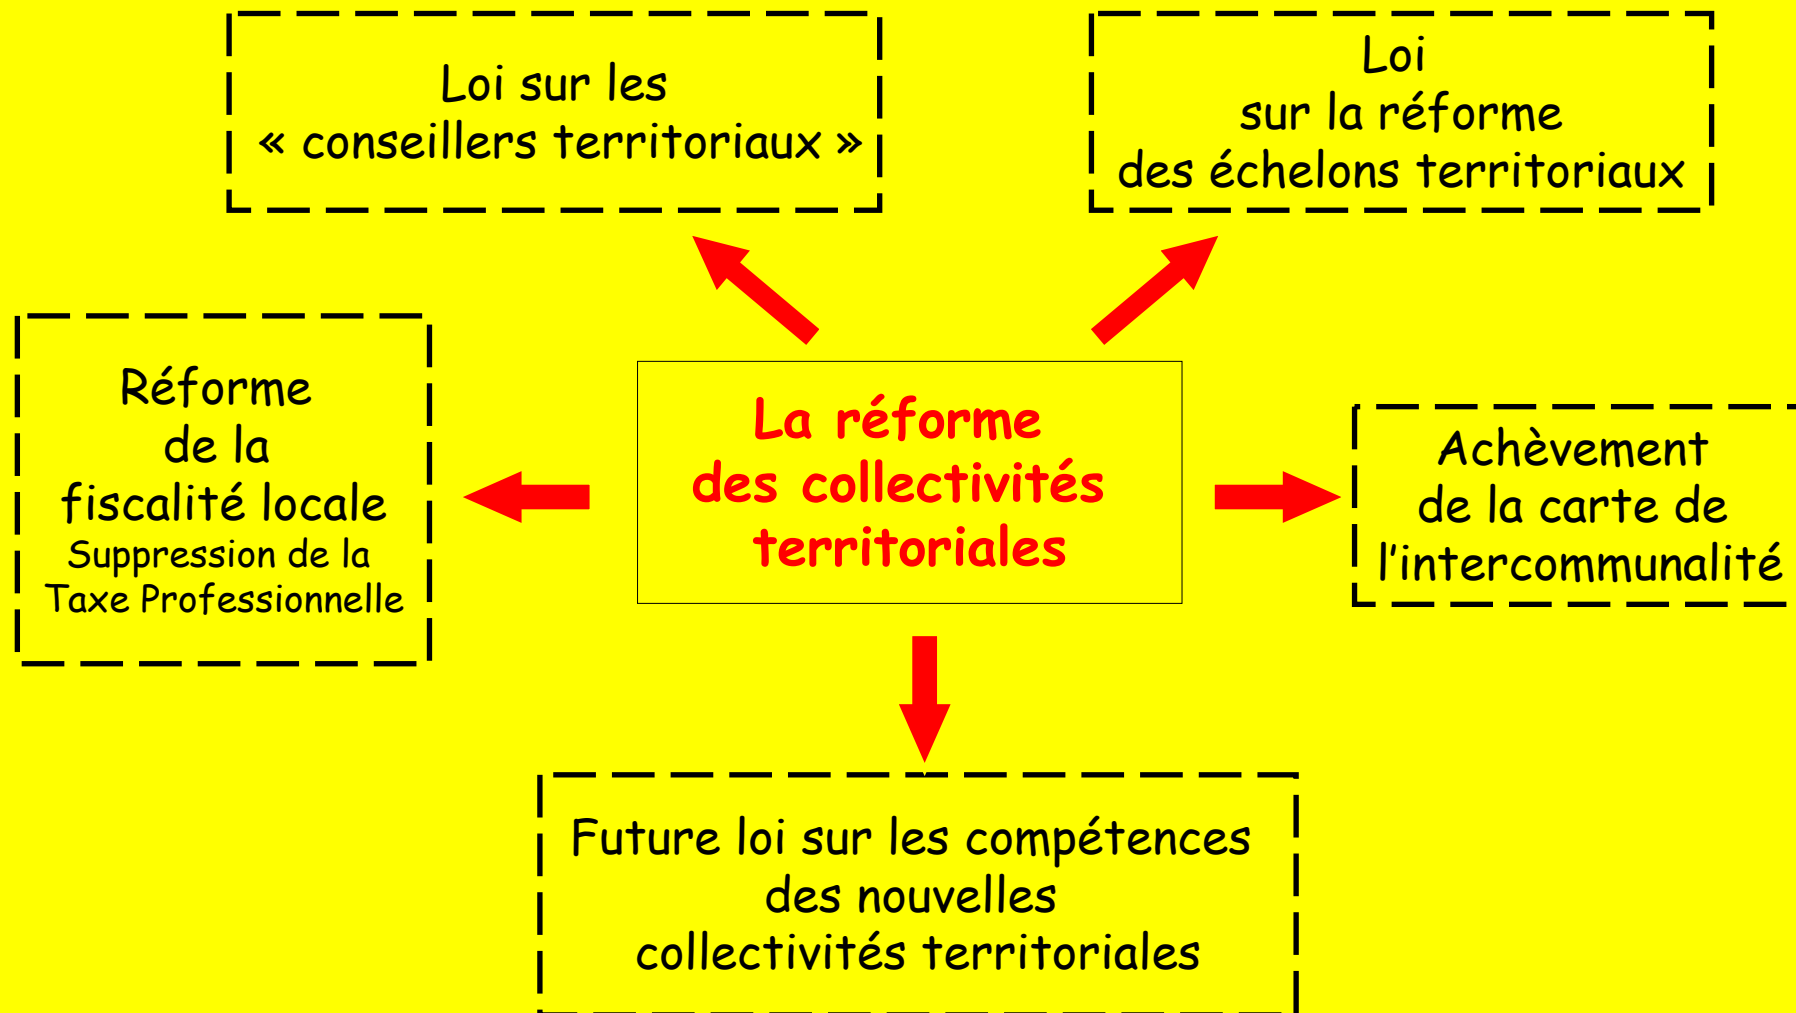 Loi sur les
« conseillers territoriaux »
Loi
sur la réforme
des échelons territoriaux
Réforme
de la
fiscalité locale
Suppression de la
Taxe Professionnelle
La réforme
des collectivités
territoriales
Achèvement
de la carte de
l'intercommunalité
Future loi sur les compétences
des nouvelles
collectivités territoriales